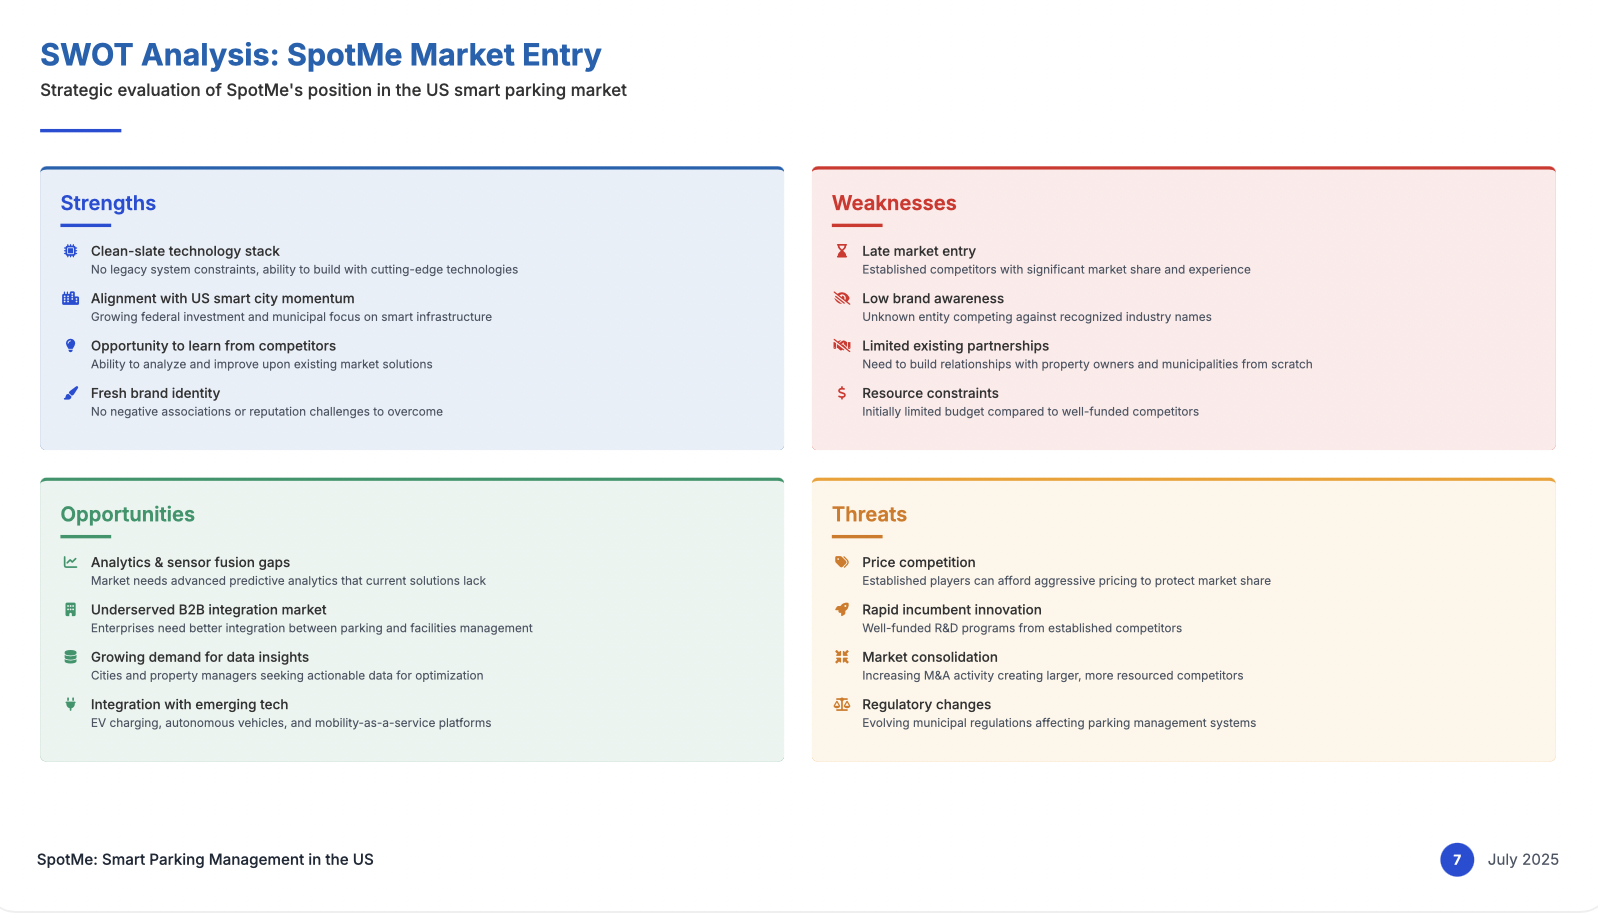 SWOT Analysis: SpotMe Market Entry
Strategic evaluation of SpotMe's position in the US smart parking market
Strengths
Clean-slate technology stack
No legacy system constraints, ability to build with cutting-edge technologies
Alignment with US smart city momentum
Growing federal investment and municipal focus on smart infrastructure
Opportunity to learn from competitors
Ability to analyze and improve upon existing market solutions
Fresh brand identity
No negative associations or reputation challenges to overcome
Weaknesses
Late market entry
Established competitors with significant market share and experience
Low brand awareness
Unknown entity competing against recognized industry names
Limited existing partnerships
Need to build relationships with property owners and municipalities from scratch
Resource constraints
Initially limited budget compared to well-funded competitors
Opportunities
Analytics & sensor fusion gaps
Market needs advanced predictive analytics that current solutions lack
Underserved B2B integration market
Enterprises need better integration between parking and facilities management
Growing demand for data insights
Cities and property managers seeking actionable data for optimization
Integration with emerging tech
EV charging, autonomous vehicles, and mobility-as-a-service platforms
Threats
Price competition
Established players can afford aggressive pricing to protect market share
Rapid incumbent innovation
Well-funded R&D programs from established competitors
Market consolidation
Increasing M&A activity creating larger, more resourced competitors
Regulatory changes
Evolving municipal regulations affecting parking management systems
SpotMe: Smart Parking Management in the US
7 July 2025